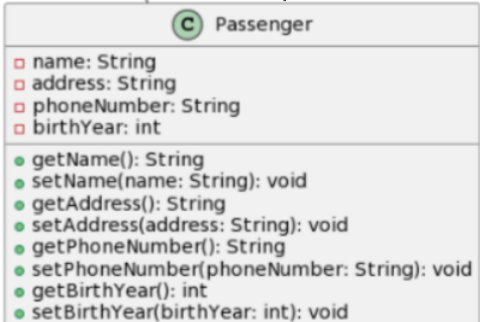 C Passenger
name: String
address: String
phoneNumber: String
birthYear: int
getName(): String
setName(name: String): void
getAddress(): String
setAddress(address: String): void
getPhoneNumber(): String
setPhoneNumber(phoneNumber: String): void
getBirthYear(): int
setBirthYear(birthYear: int): void